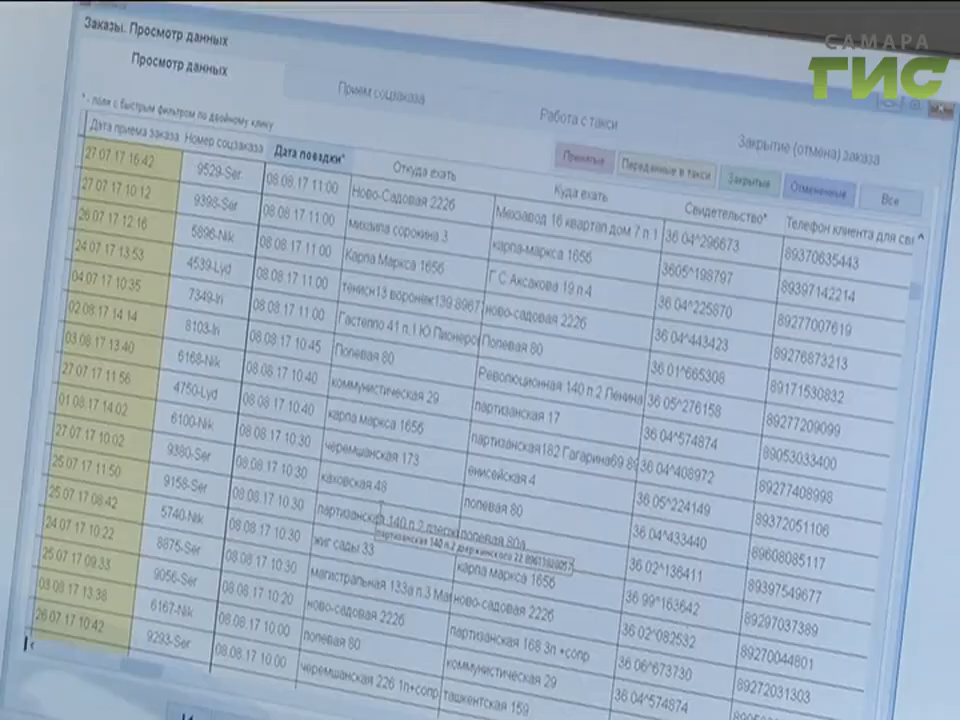 САМАРА
ГИС
Заказы. Просмотр данных
Просмотр данных Прием соцзаказа Работа с такси Закрытие (отмена) заказа
* - поля с быстрым фильтром по двойному клику
Принятые Переданные в такси Закрытые Отмененные Все
Дата приема заказа Номер соцзаказа Дата поездки* Откуда ехать Куда ехать Свидетельство* Телефон клиента для свя
27.07.17 16:42 9529-Ser 08.08.17 11:00 Ново-Садовая 222б Мехзавод 16 квартал дом 7 п 1 36 04^296673 89370635443
27.07.17 10:12 9398-Ser 08.08.17 11:00 михаила сорокина 3 карла-маркса 165б 3605^198797 89397142214
26.07.17 12:16 5896-Nik 08.08.17 11:00 Карла Маркса 165б Г С Аксакова 19 п 4 36 04^225870 89277007619
24.07.17 13:53 4539-Lyd 08.08.17 11:00 тенисн13 воронеж139 8967 ново-садовая 222б 36 04^443423 89276873213
04.07.17 10:35 7349-Iri 08.08.17 11:00 Гастелло 41 п.I Ю Пионеро Полевая 80 36 01^665308 89171530832
02.08.17 14:14 8103-In 08.08.17 10:45 Полевая 80 Революционная 140 п 2 Ленина 36 05^276158 89277209099
03.08.17 13:40 6168-Nik 08.08.17 10:40 коммунистическая 29 партизанская 17 36 04^574874 89053033400
27.07.17 11:56 4750-Lyd 08.08.17 10:40 карла маркса 165б партизанская182 Гагарина69 89 36 04^408972 89277408998
01.08.17 14:02 6100-Nik 08.08.17 10:30 черемшанская 173 енисейская 4 36 05^224149 89372051106
27.07.17 10:02 9380-Ser 08.08.17 10:30 каховская 48 полевая 80 36 04^433440 89608085117
25.07.17 11:50 9158-Ser 08.08.17 10:30 партизанская 140 п.2 дзерж полевая 80а 36 02^136411 89397549677
партизанская 140 п.2 дзержинского 22
25.07.17 08:42 5740-Nik 08.08.17 10:30 жиг сады 33 карла маркса 165б 36 99^163642 89297037389
24.07.17 10:22 8875-Ser 08.08.17 10:30 магистральная 133а п.3 Ма ново-садовая 222б 36 02^082532 89270044801
25.07.17 09:33 9056-Ser 08.08.17 10:20 ново-садовая 222б партизанская 168 3п +сопр 36 06^673730 89272031303
03.08.17 13:38 6167-Nik 08.08.17 10:00 полевая 80 коммунистическая 29 36 04^574874
26.07.17 10:42 9293-Ser 08.08.17 10:00 черемшанская 226 1п+сопр ташкентская 159